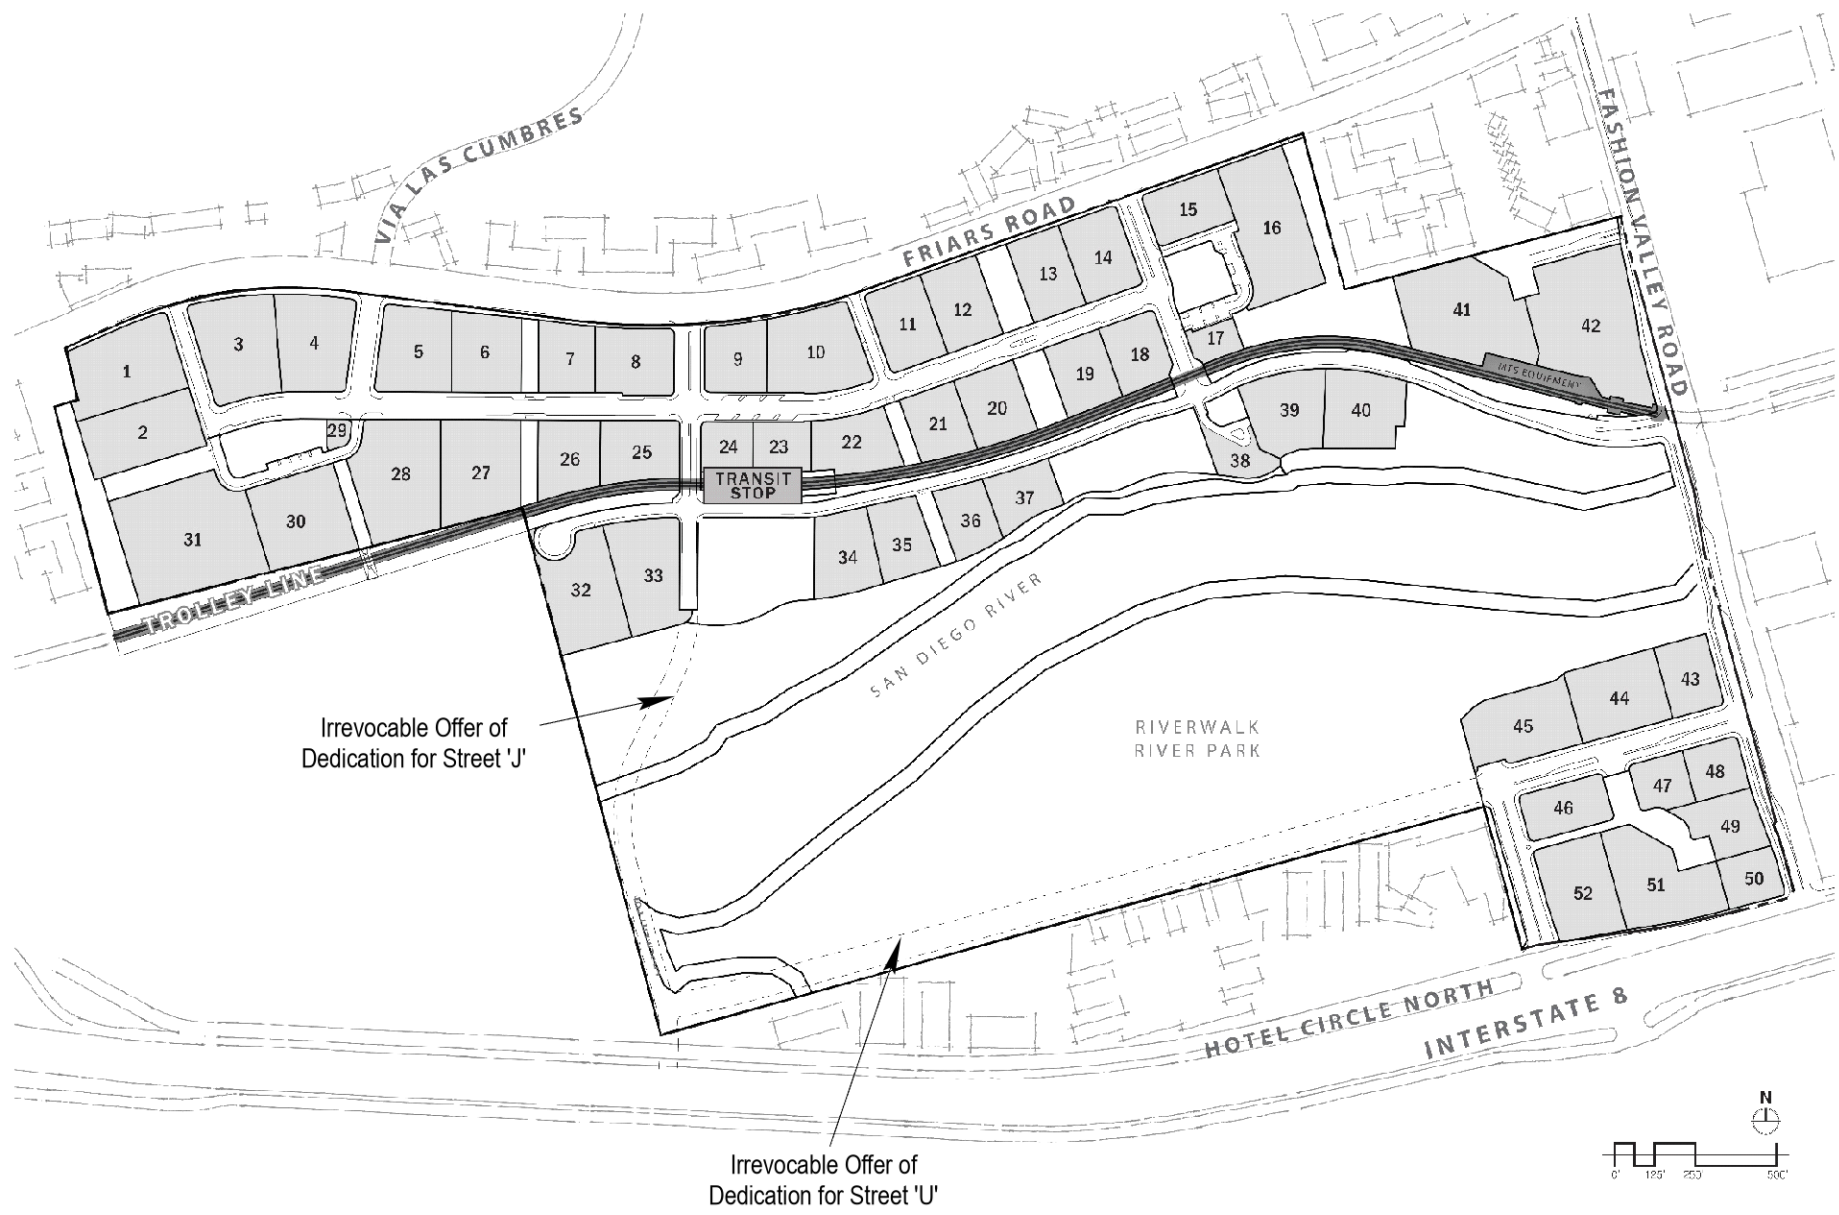 VIA LAS CUMBRES
FRIARS ROAD
FASHION VALLEY ROAD
15
16
14
13
12
11
41
42
3
4
5
6
7
8
9
10
17
18
19
1
2
MTS EQUIPMENT
20
21
22
23
24
25
26
27
28
29
39
40
38
TRANSIT
STOP
37
36
35
34
33
32
31
30
TROLLEY LINE
SAN DIEGO RIVER
Irrevocable Offer of
Dedication for Street 'J'
RIVERWALK
RIVER PARK
43
44
45
46
47
48
49
50
51
52
HOTEL CIRCLE NORTH
INTERSTATE 8
Irrevocable Offer of
Dedication for Street 'U'
N
0' 125' 250' 500'